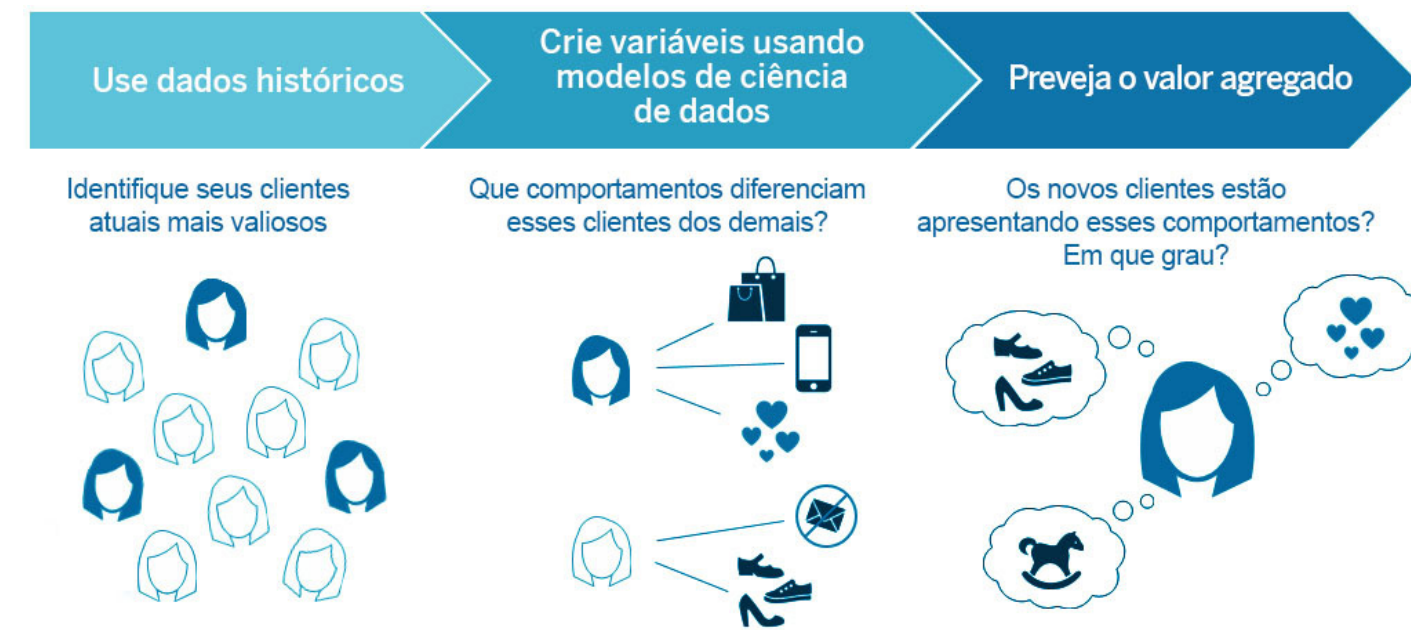 Use dados históricos
Crie variáveis usando
modelos de ciência
de dados
Preveja o valor agregado
Identifique seus clientes
atuais mais valiosos
Que comportamentos diferenciam
esses clientes dos demais?
Os novos clientes estão
apresentando esses comportamentos?
Em que grau?